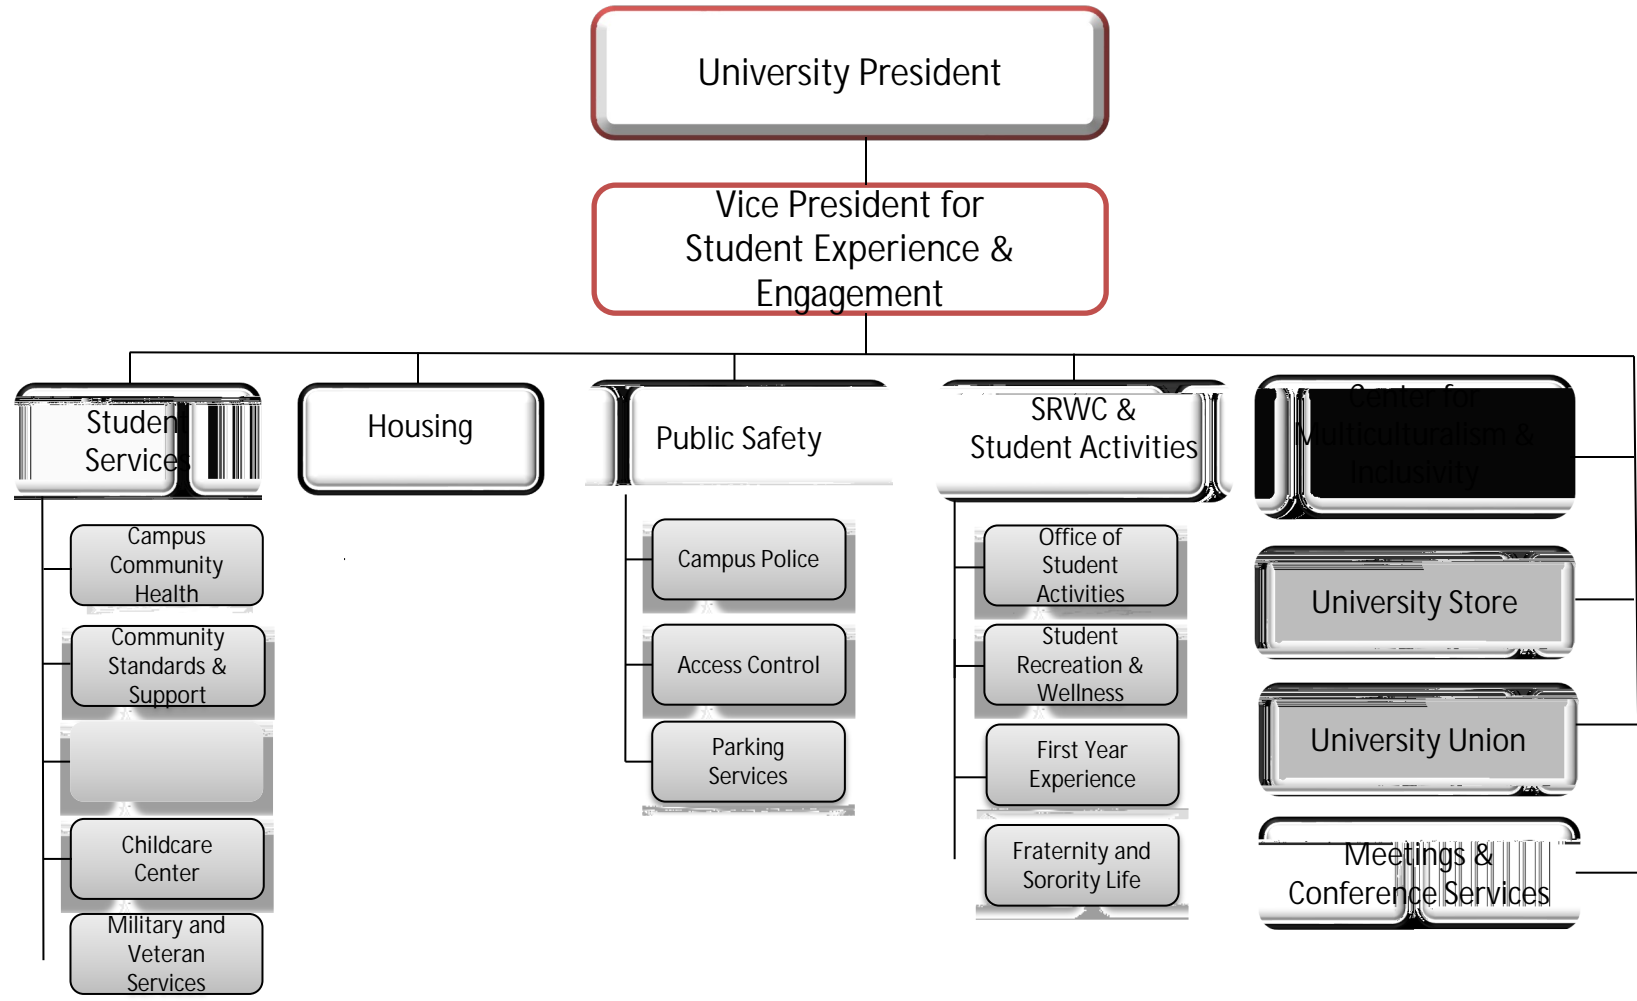 University President
Vice President for
Student Experience &
Engagement
Student
Services
Housing
Public Safety
SRWC &
Student Activities
Center for
Multiculturalism &
Inclusivity
Campus
Community
Health
Community
Standards &
Support
Childcare
Center
Military and
Veteran
Services
Campus Police
Access Control
Parking
Services
Office of
Student
Activities
Student
Recreation &
Wellness
First Year
Experience
Fraternity and
Sorority Life
University Store
University Union
Meetings &
Conference Services